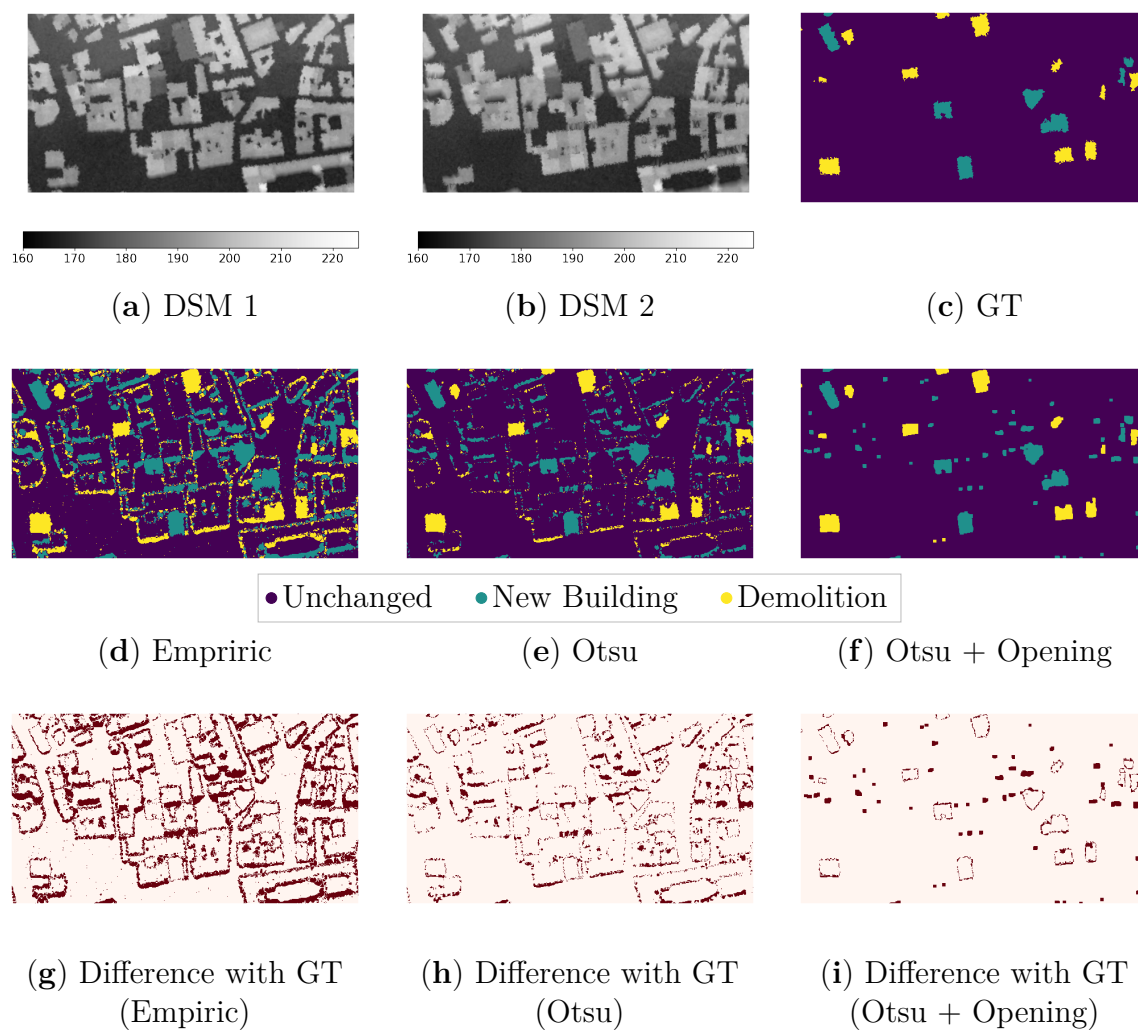 160 170 180 190 200 210 220
160 170 180 190 200 210 220
(a) DSM 1
(b) DSM 2
(c) GT
Unchanged New Building Demolition
(d) Empriric
(e) Otsu
(f) Otsu + Opening
(g) Difference with GT
(Empiric)
(h) Difference with GT
(Otsu)
(i) Difference with GT
(Otsu + Opening)